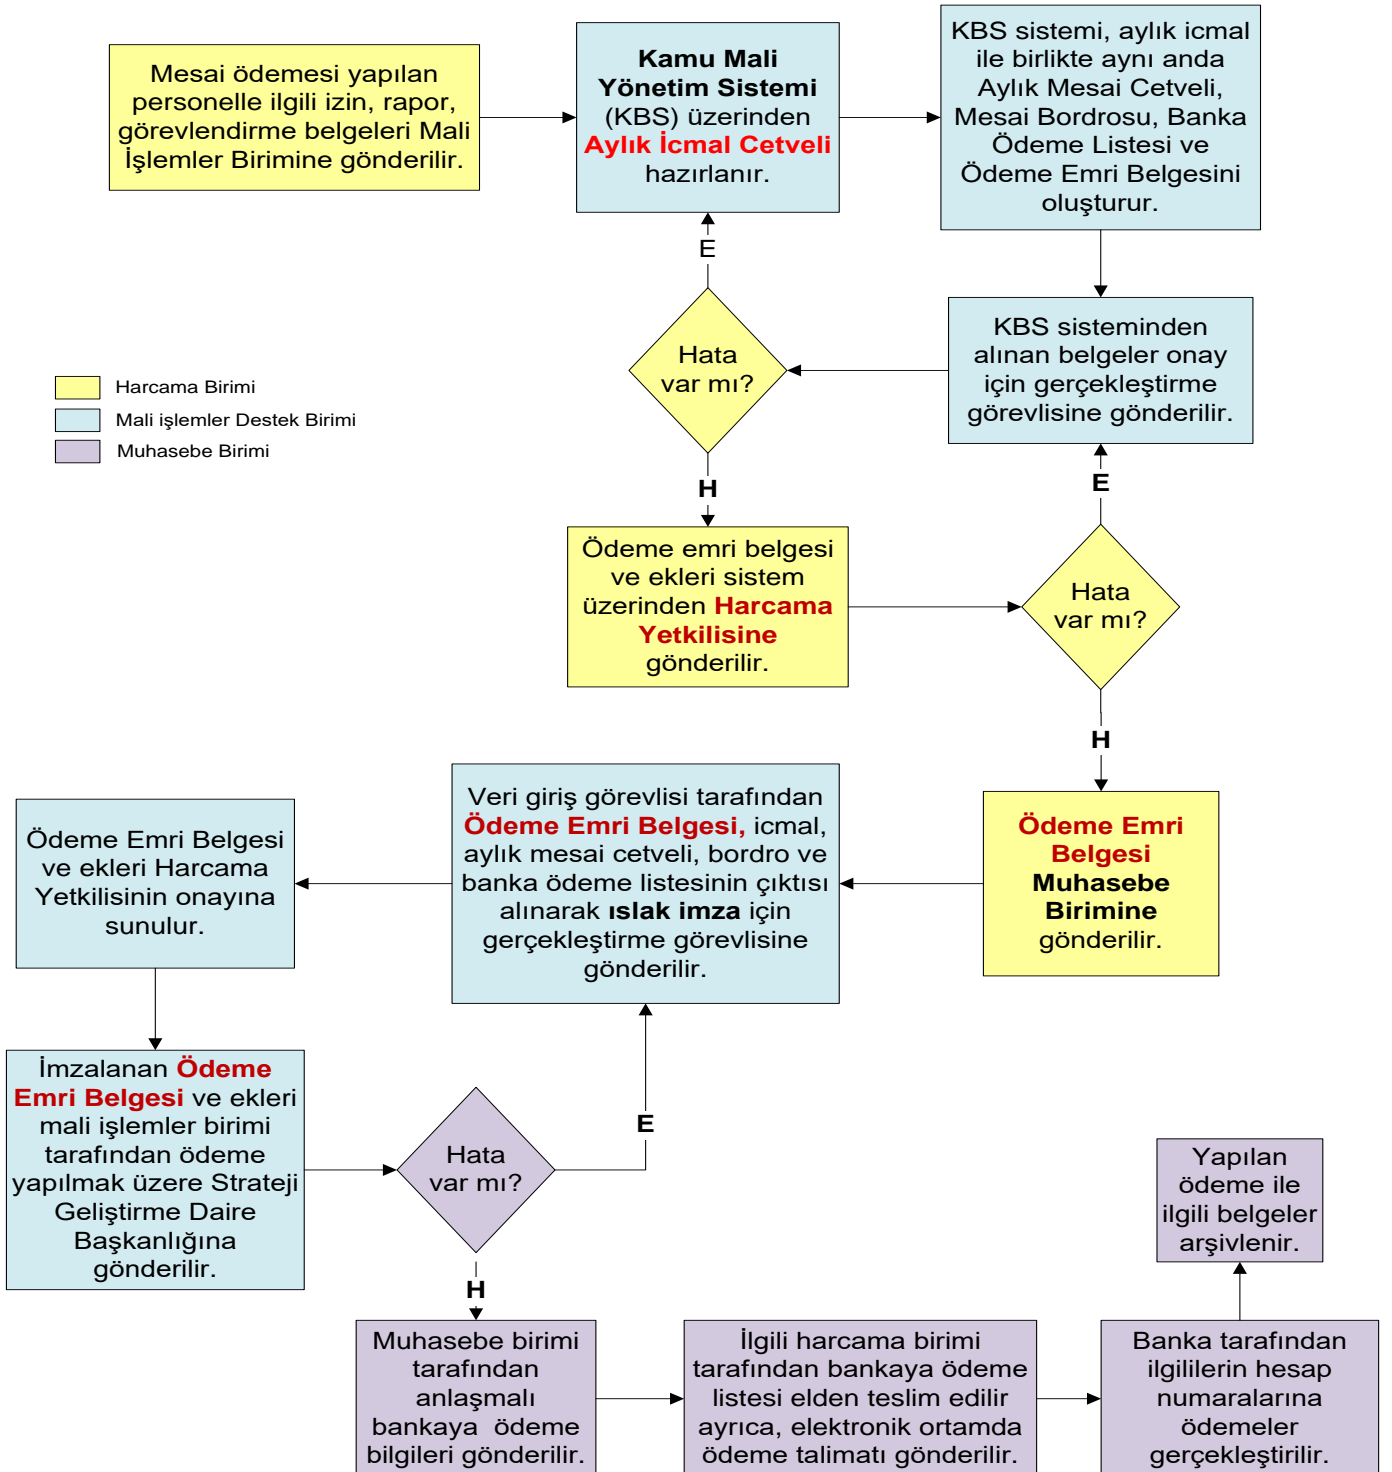 Mesai ödemesi yapılan
personelle ilgili izin, rapor,
görevlendirme belgeleri Mali
İşlemler Birimine gönderilir.
Kamu Mali
Yönetim Sistemi
(KBS) üzerinden
Aylık İcmal Cetveli
hazırlanır.
KBS sistemi, aylık icmal
ile birlikte aynı anda
Aylık Mesai Cetveli,
Mesai Bordrosu, Banka
Ödeme Listesi ve
Ödeme Emri Belgesini
oluşturur.
E
Hata
var mı?
KBS sisteminden
alınan belgeler onay
için gerçekleştirme
görevlisine gönderilir.
Harcama Birimi
Mali işlemler Destek Birimi
Muhasebe Birimi
H
E
Ödeme emri belgesi
ve ekleri sistem
üzerinden Harcama
Yetkilisine
gönderilir.
Hata
var mı?
H
Ödeme Emri
Belgesi
Muhasebe
Birimine
gönderilir.
Veri giriş görevlisi tarafından
Ödeme Emri Belgesi, icmal,
aylık mesai cetveli, bordro ve
banka ödeme listesinin çıktısı
alınarak ıslak imza için
gerçekleştirme görevlisine
gönderilir.
Ödeme Emri Belgesi
ve ekleri Harcama
Yetkilisinin onayına
sunulur.
İmzalanan Ödeme
Emri Belgesi ve ekleri
mali işlemler birimi
tarafından ödeme
yapılmak üzere Strateji
Geliştirme Daire
Başkanlığına
gönderilir.
Hata
var mı?
E
H
Muhasebe birimi
tarafından
anlaşmalı
bankaya ödeme
bilgileri gönderilir.
İlgili harcama birimi
tarafından bankaya ödeme
listesi elden teslim edilir
ayrıca, elektronik ortamda
ödeme talimatı gönderilir.
Banka tarafından
ilgililerin hesap
numaralarına
ödemeler
gerçekleştirilir.
Yapılan
ödeme ile
ilgili belgeler
arşivlenir.